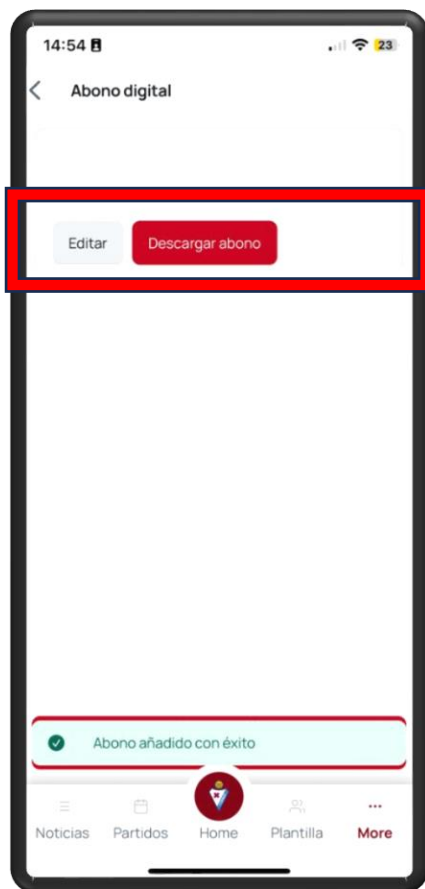 14:54 23
Abono digital
Editar Descargar abono
Abono añadido con éxito
Noticias Partidos Home Plantilla More